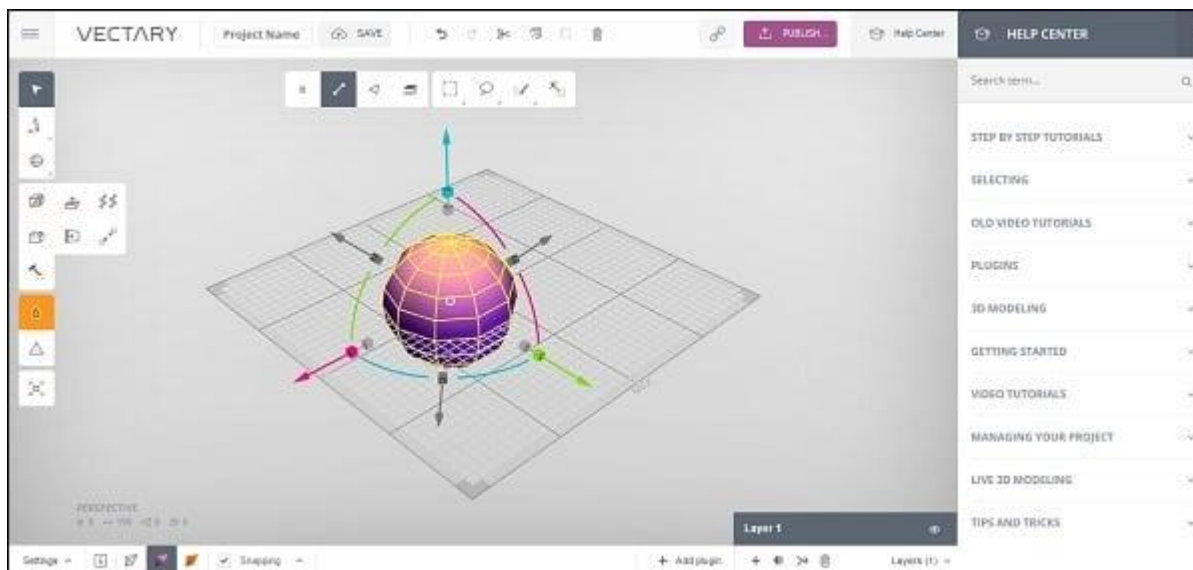 VECTARY
Project Name
SAVE
PUBLISH...
Help Center
HELP CENTER
Search term...
STEP BY STEP TUTORIALS
SELECTING
OLD VIDEO TUTORIALS
PLUGINS
3D MODELING
GETTING STARTED
VIDEO TUTORIALS
MANAGING YOUR PROJECT
LIVE 3D MODELING
TIPS AND TRICKS
PERSPECTIVE
Layer 1
Settings
Snapping
+ Add plugin
Layers (1)